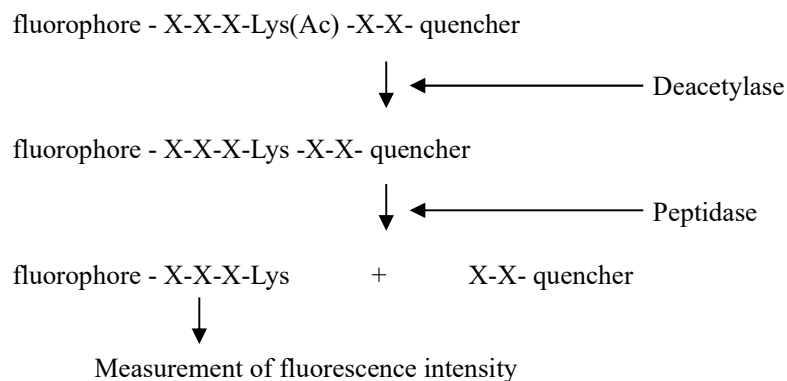 fluorophore - X-X-X-Lys(Ac) -X-X- quencher
Deacetylase
fluorophore - X-X-X-Lys -X-X- quencher
Peptidase
fluorophore - X-X-X-Lys + X-X- quencher
Measurement of fluorescence intensity